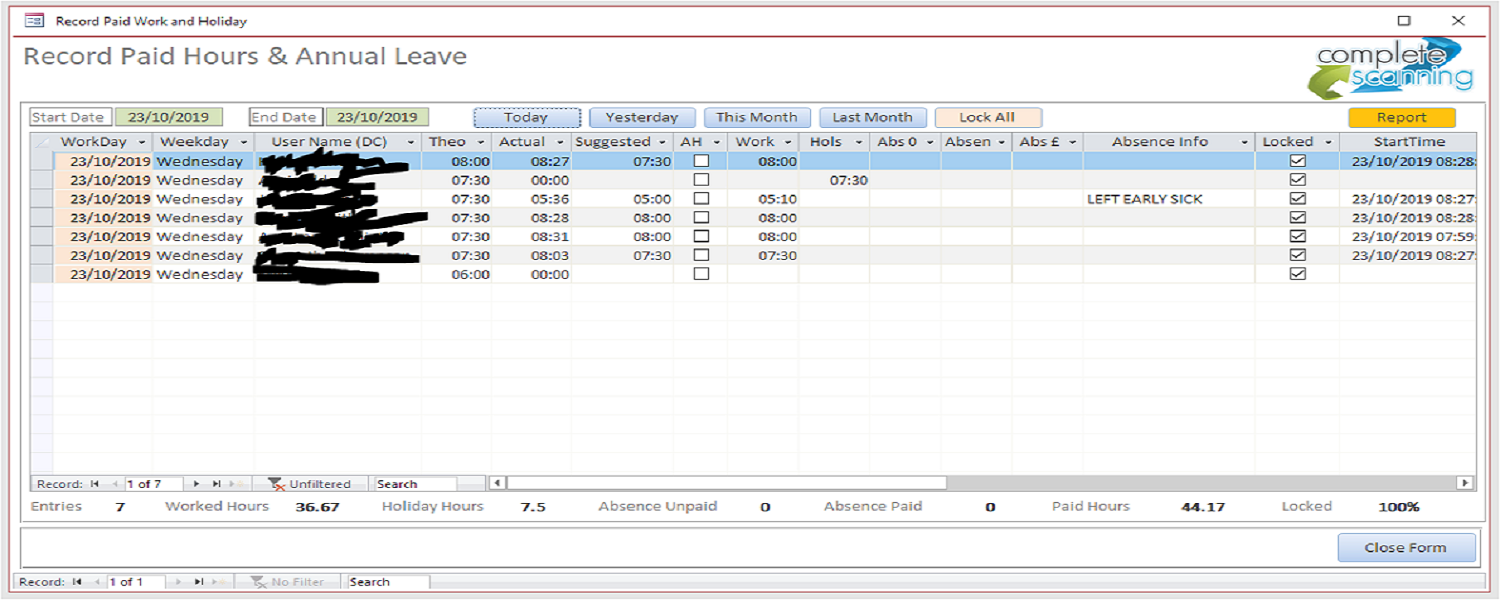 Record Paid Work and Holiday
Record Paid Hours & Annual Leave
complete
scanning
Start Date 23/10/2019 End Date 23/10/2019 Today Yesterday This Month Last Month Lock All Report
WorkDay Weekday User Name (DC) Theo Actual Suggested AH Work Hols Abs 0 Absen Abs £ Absence Info Locked StartTime
23/10/2019 Wednesday 08:00 08:27 07:30 08:00 23/10/2019 08:28:
23/10/2019 Wednesday 07:30 00:00 07:30
23/10/2019 Wednesday 07:30 05:36 05:00 05:10 LEFT EARLY SICK 23/10/2019 08:27:
23/10/2019 Wednesday 07:30 08:28 08:00 08:00 23/10/2019 08:28:
23/10/2019 Wednesday 07:30 08:31 08:00 08:00 23/10/2019 07:59:
23/10/2019 Wednesday 07:30 08:03 07:30 07:30 23/10/2019 08:27:
23/10/2019 Wednesday 06:00 00:00
Record: 1 of 7 Unfiltered Search
Entries 7 Worked Hours 36.67 Holiday Hours 7.5 Absence Unpaid 0 Absence Paid 0 Paid Hours 44.17 Locked 100%
Close Form
Record: 1 of 1 No Filter Search